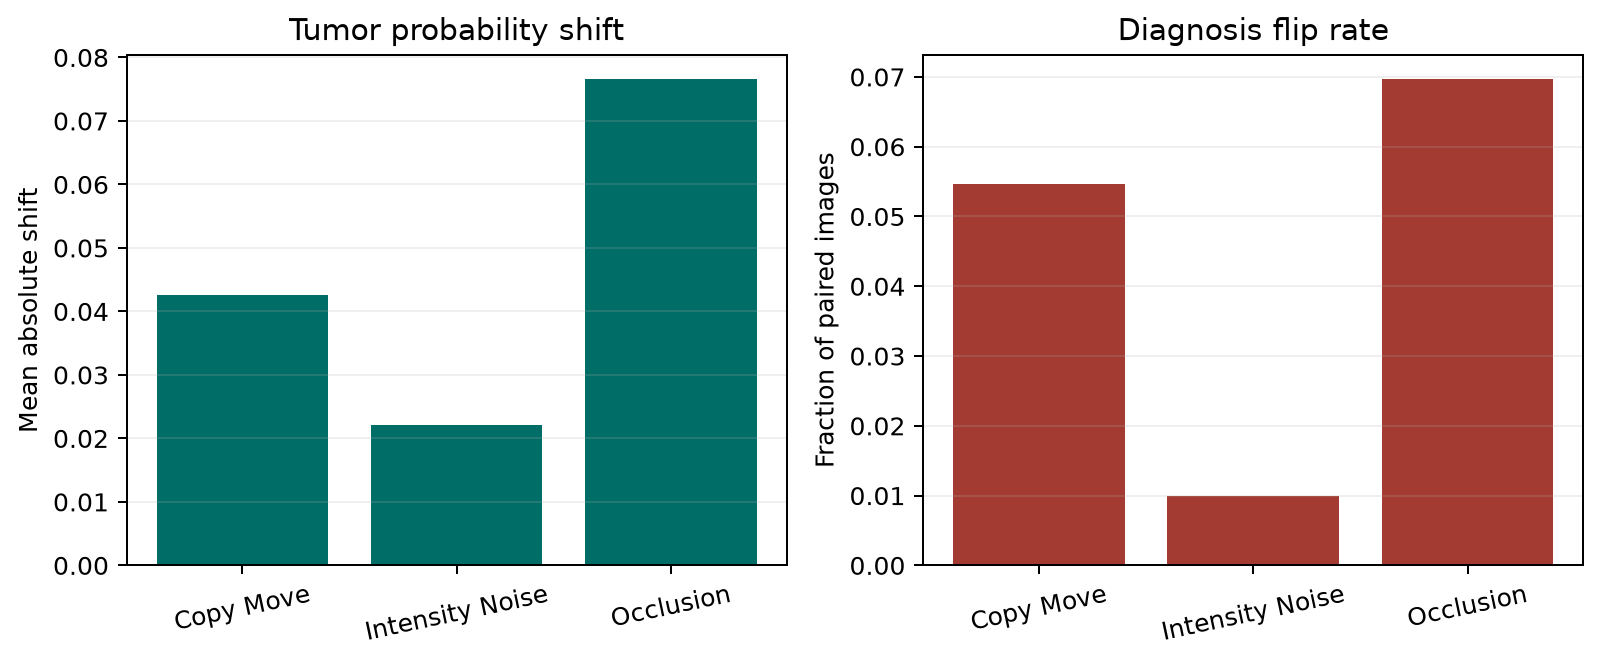 Tumor probability shift
Mean absolute shift
0.08
0.07
0.06
0.05
0.04
0.03
0.02
0.01
0.00
Copy Move
Intensity Noise
Occlusion
Diagnosis flip rate
Fraction of paired images
0.07
0.06
0.05
0.04
0.03
0.02
0.01
0.00
Copy Move
Intensity Noise
Occlusion